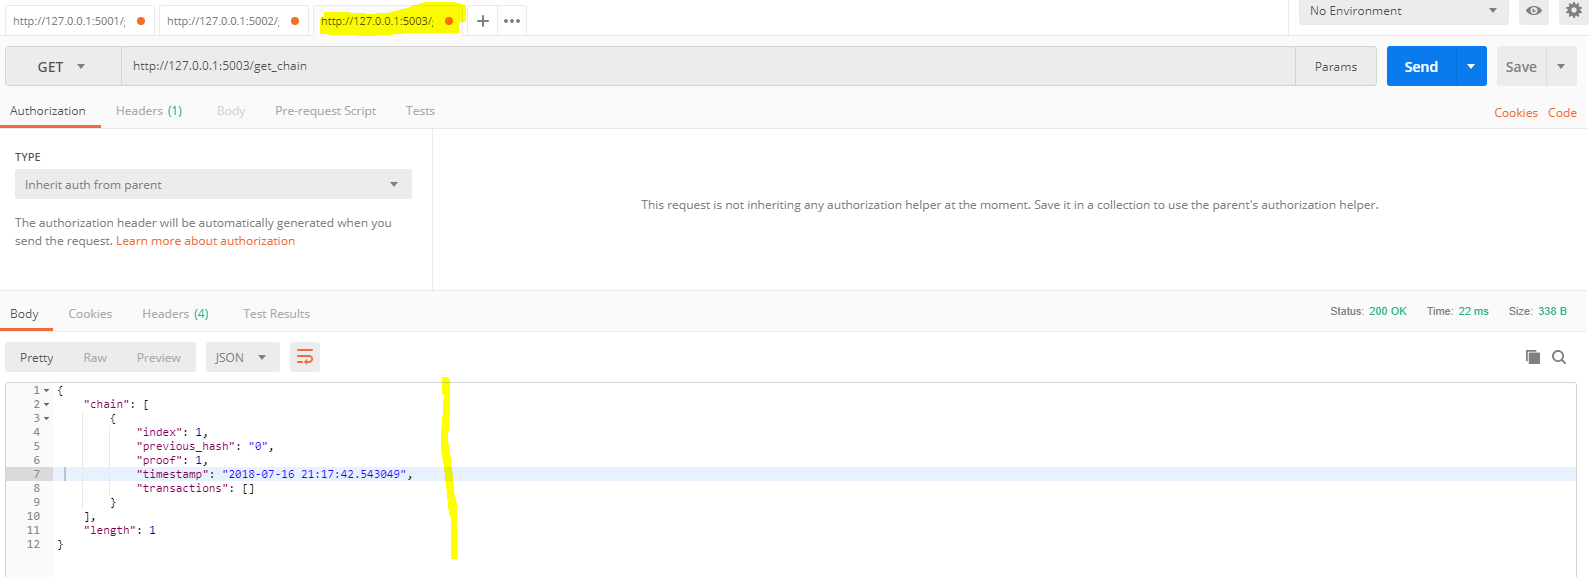 http://127.0.0.1:5001/ http://127.0.0.1:5002/ http://127.0.0.1:5003/ + ••• No Environment
GET http://127.0.0.1:5003/get_chain Params Send Save
Authorization Headers (1) Body Pre-request Script Tests Cookies Code
TYPE
Inherit auth from parent
The authorization header will be automatically generated when you
send the request. Learn more about authorization
This request is not inheriting any authorization helper at the moment. Save it in a collection to use the parent's authorization helper.
Body Cookies Headers (4) Test Results Status: 200 OK Time: 22 ms Size: 338 B
Pretty Raw Preview JSON
1 {
2 "chain": [
3 {
4 "index": 1,
5 "previous_hash": "0",
6 "proof": 1,
7 "timestamp": "2018-07-16 21:17:42.543049",
8 "transactions": []
9 }
10 ],
11 "length": 1
12 }